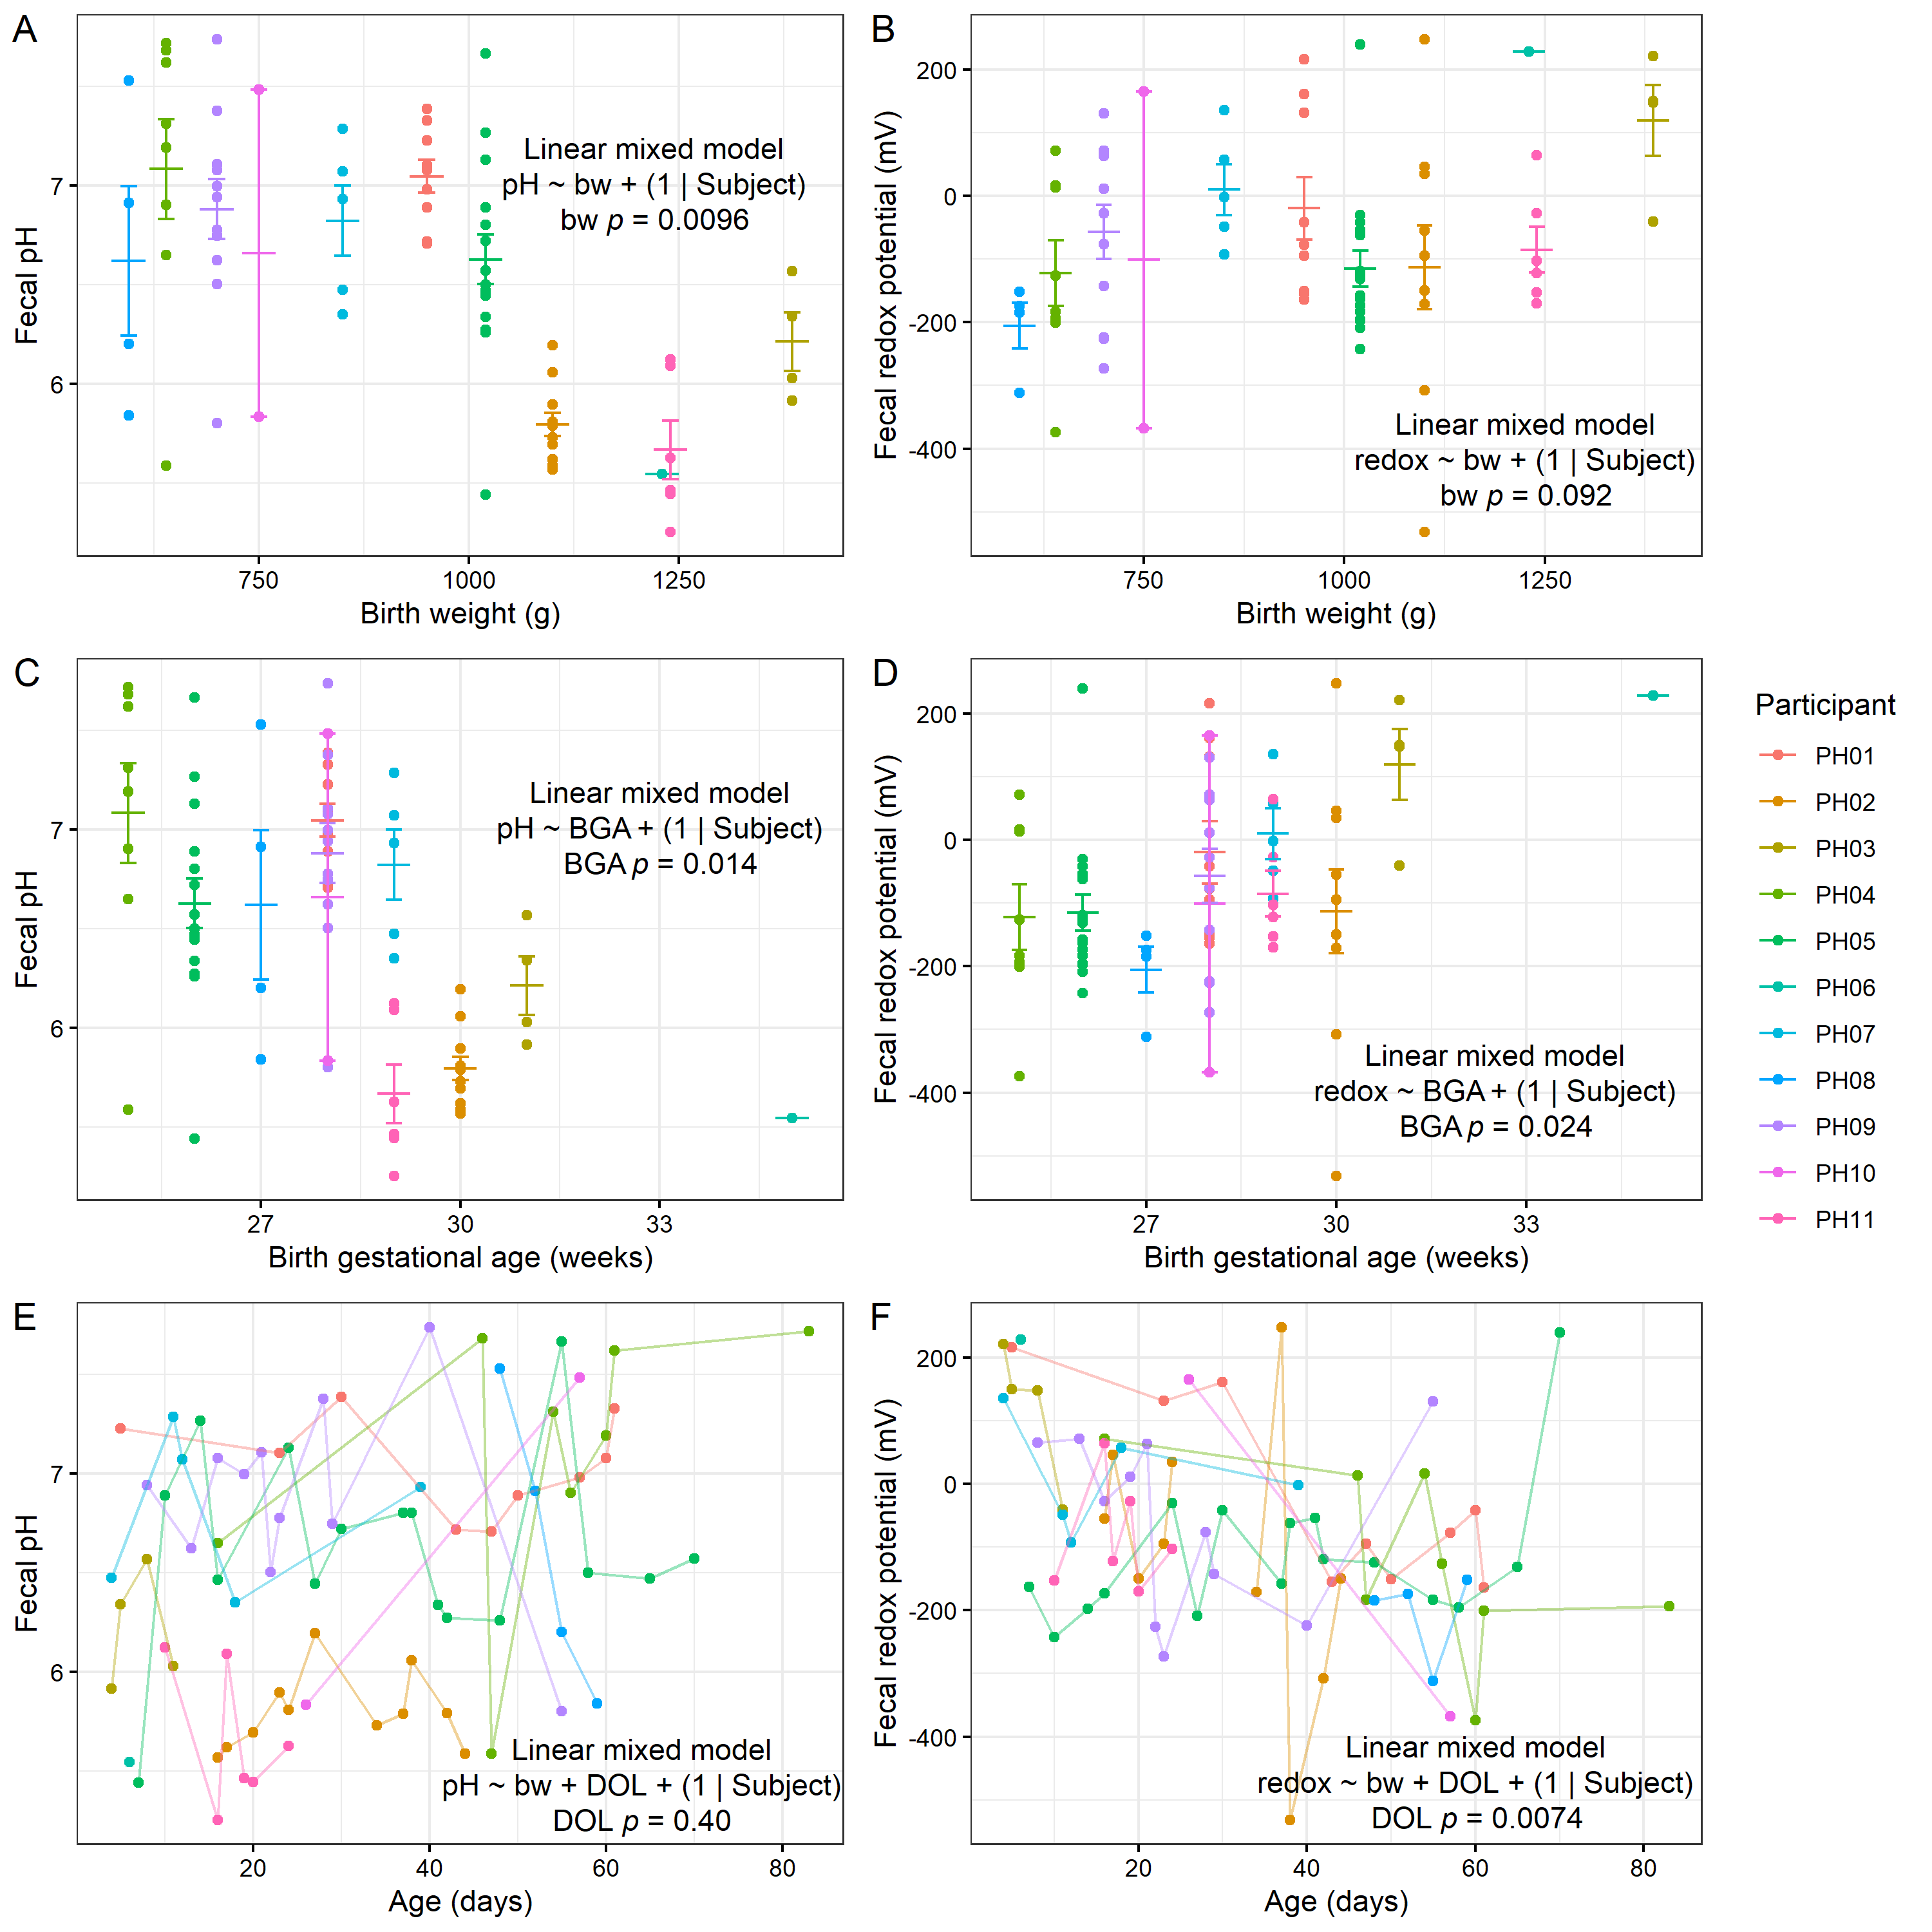 A
Fecal pH
7
6
Linear mixed model
pH ~ bw + (1 | Subject)
bw p = 0.0096
750
1000
1250
Birth weight (g)
B
Fecal redox potential (mV)
200
0
-200
-400
Linear mixed model
redox ~ bw + (1 | Subject)
bw p = 0.092
750
1000
1250
Birth weight (g)
C
Fecal pH
7
6
Linear mixed model
pH ~ BGA + (1 | Subject)
BGA p = 0.014
27
30
33
Birth gestational age (weeks)
D
Fecal redox potential (mV)
200
0
-200
-400
Linear mixed model
redox ~ BGA + (1 | Subject)
BGA p = 0.024
27
30
33
Birth gestational age (weeks)
Participant
PH01
PH02
PH03
PH04
PH05
PH06
PH07
PH08
PH09
PH10
PH11
E
Fecal pH
7
6
Linear mixed model
pH ~ bw + DOL + (1 | Subject)
DOL p = 0.40
20
40
60
80
Age (days)
F
Fecal redox potential (mV)
200
0
-200
-400
Linear mixed model
redox ~ bw + DOL + (1 | Subject)
DOL p = 0.0074
20
40
60
80
Age (days)